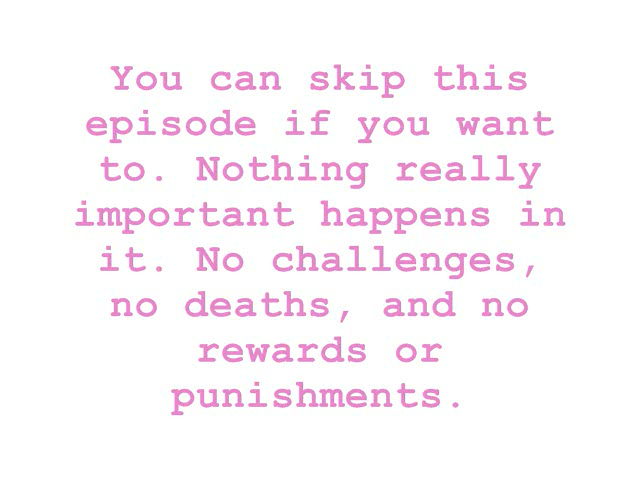 You can skip this
episode if you want
to. Nothing really
important happens in
it. No challenges,
no deaths, and no
rewards or
punishments.